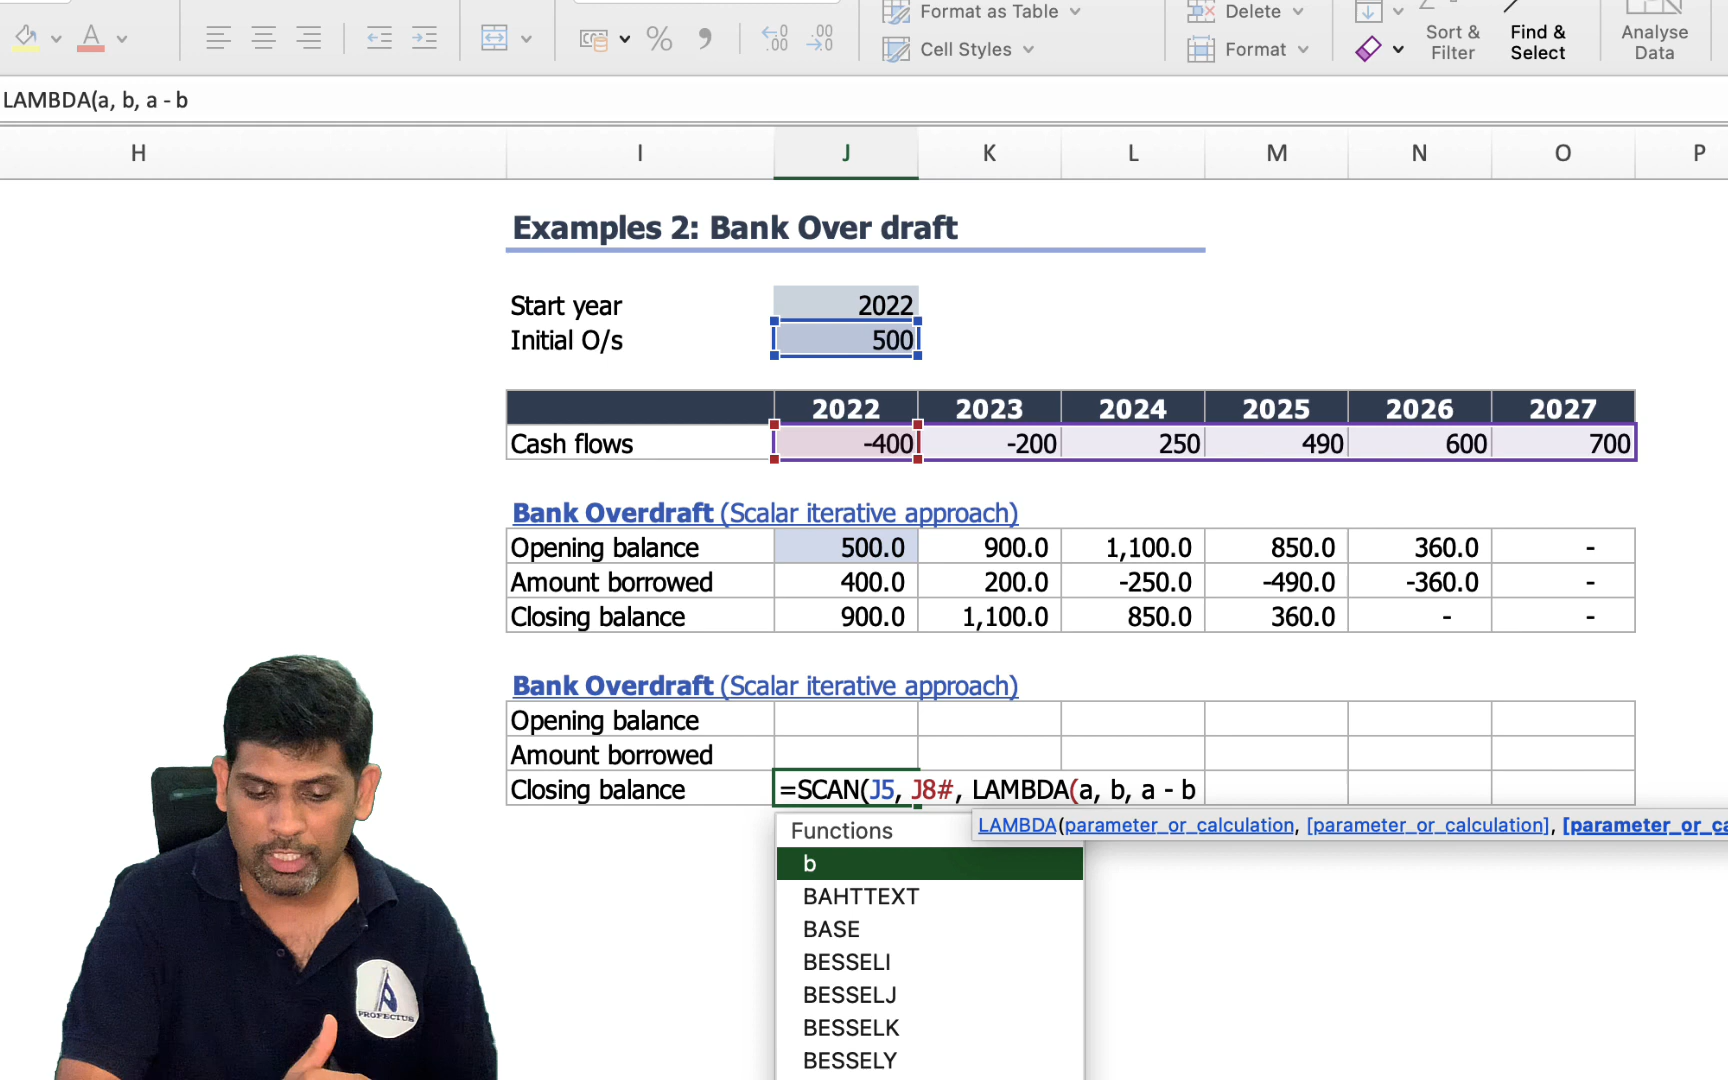 Format as Table
Delete
A
%
.00
.00
Cell Styles
Format
Sort &
Filter
Find &
Select
Analyse
Data
LAMBDA(a, b, a - b
H I J K L M N O P
Examples 2: Bank Over draft
Start year 2022
Initial O/s 500
2022 2023 2024 2025 2026 2027
Cash flows -400 -200 250 490 600 700
Bank Overdraft (Scalar iterative approach)
Opening balance 500.0 900.0 1,100.0 850.0 360.0 -
Amount borrowed 400.0 200.0 -250.0 -490.0 -360.0 -
Closing balance 900.0 1,100.0 850.0 360.0 - -
Bank Overdraft (Scalar iterative approach)
Opening balance
Amount borrowed
Closing balance =SCAN(J5, J8#, LAMBDA(a, b, a - b
LAMBDA(parameter_or_calculation, [parameter_or_calculation], [parameter_or_ca
Functions
b
BAHTTEXT
BASE
BESSELI
BESSELJ
BESSELK
BESSELY
PROFECTUS